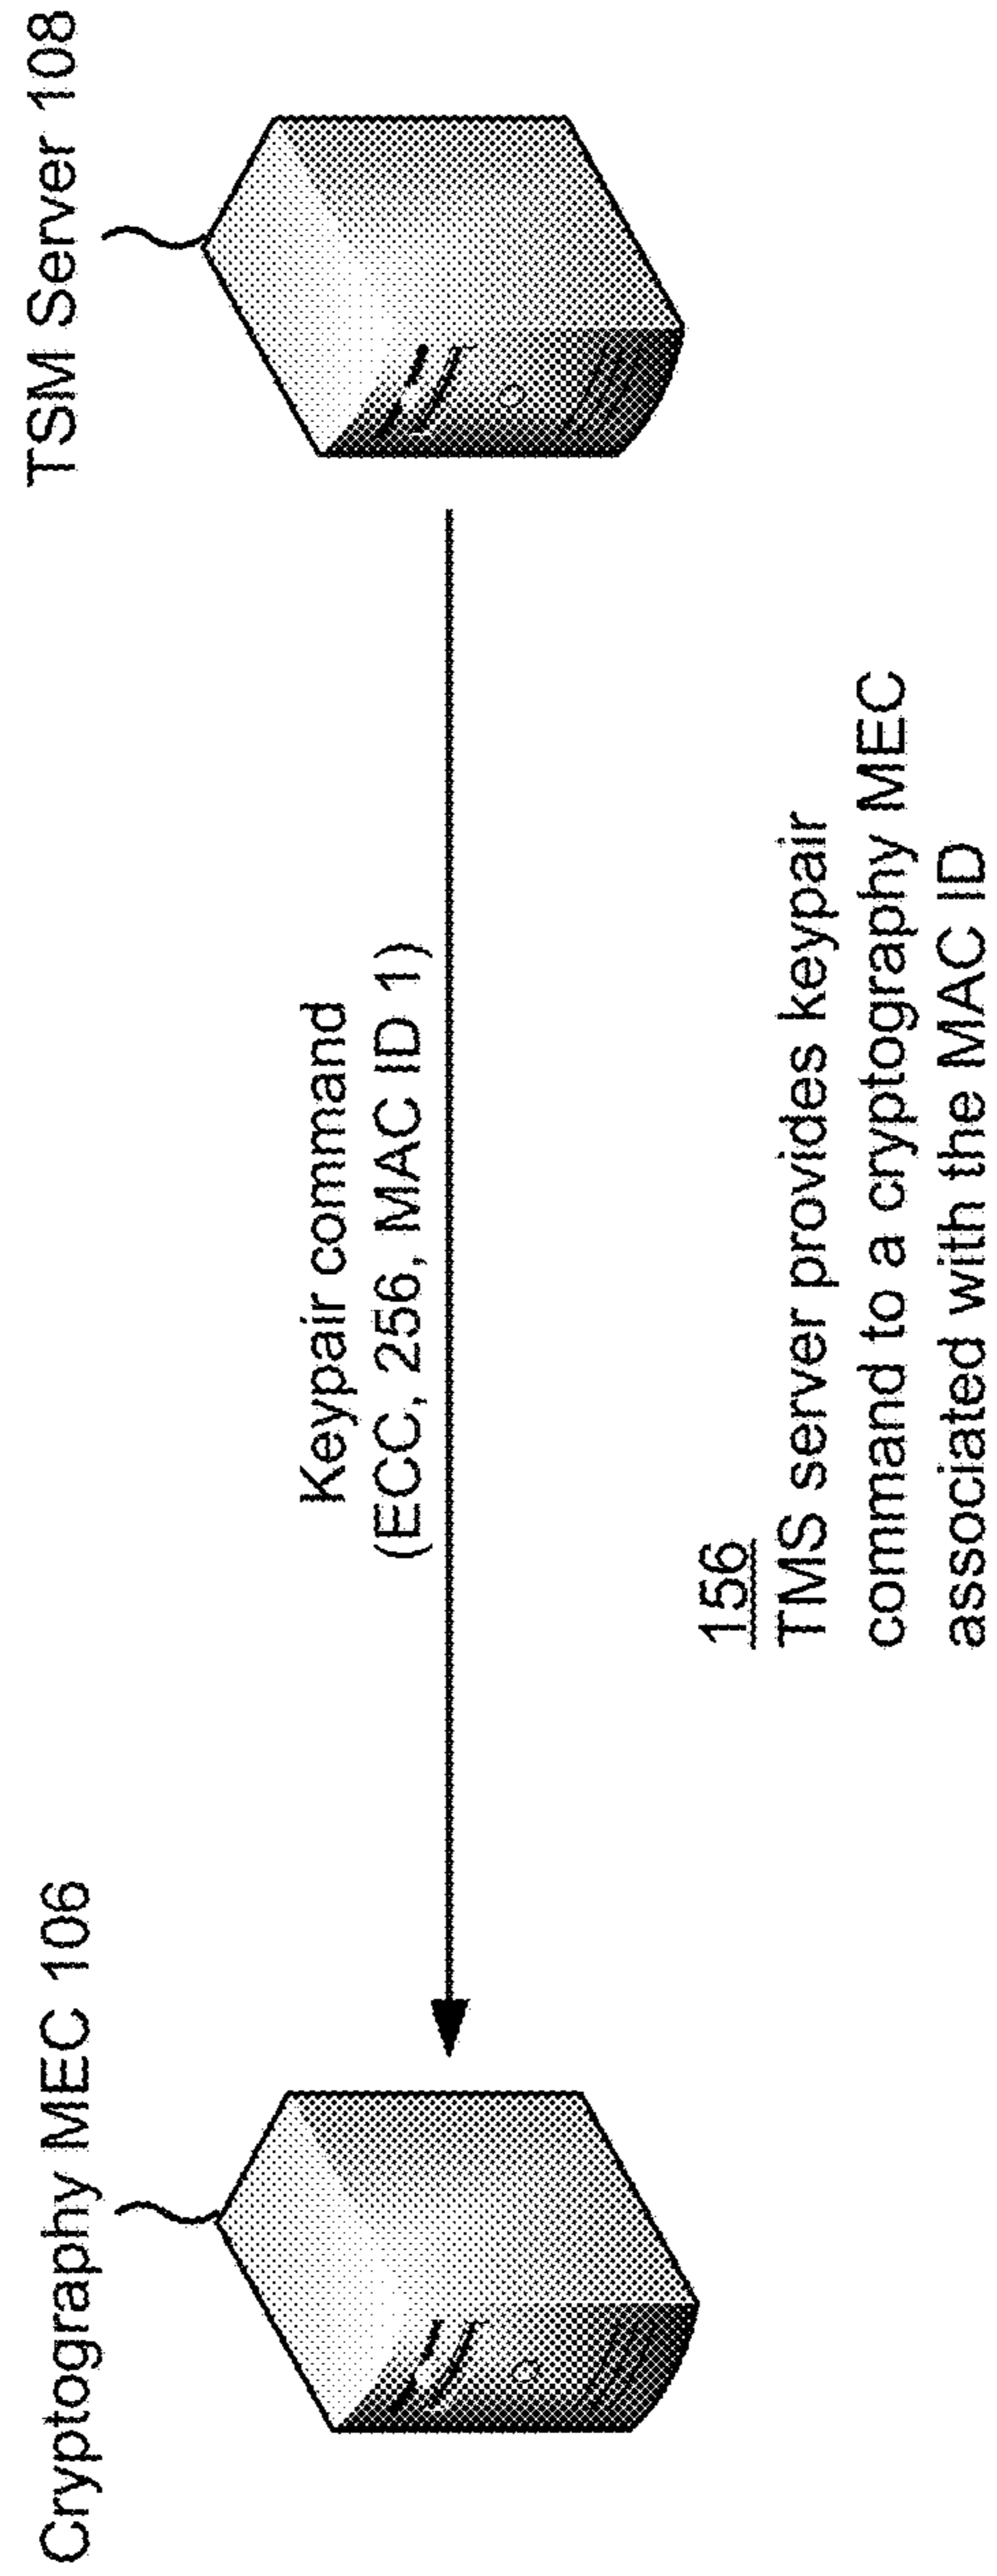 Cryptography MEC 106
TSM Server 108
Keypair command
(ECC, 256, MAC ID 1)
156
TMS server provides keypair
command to a cryptography MEC
associated with the MAC ID